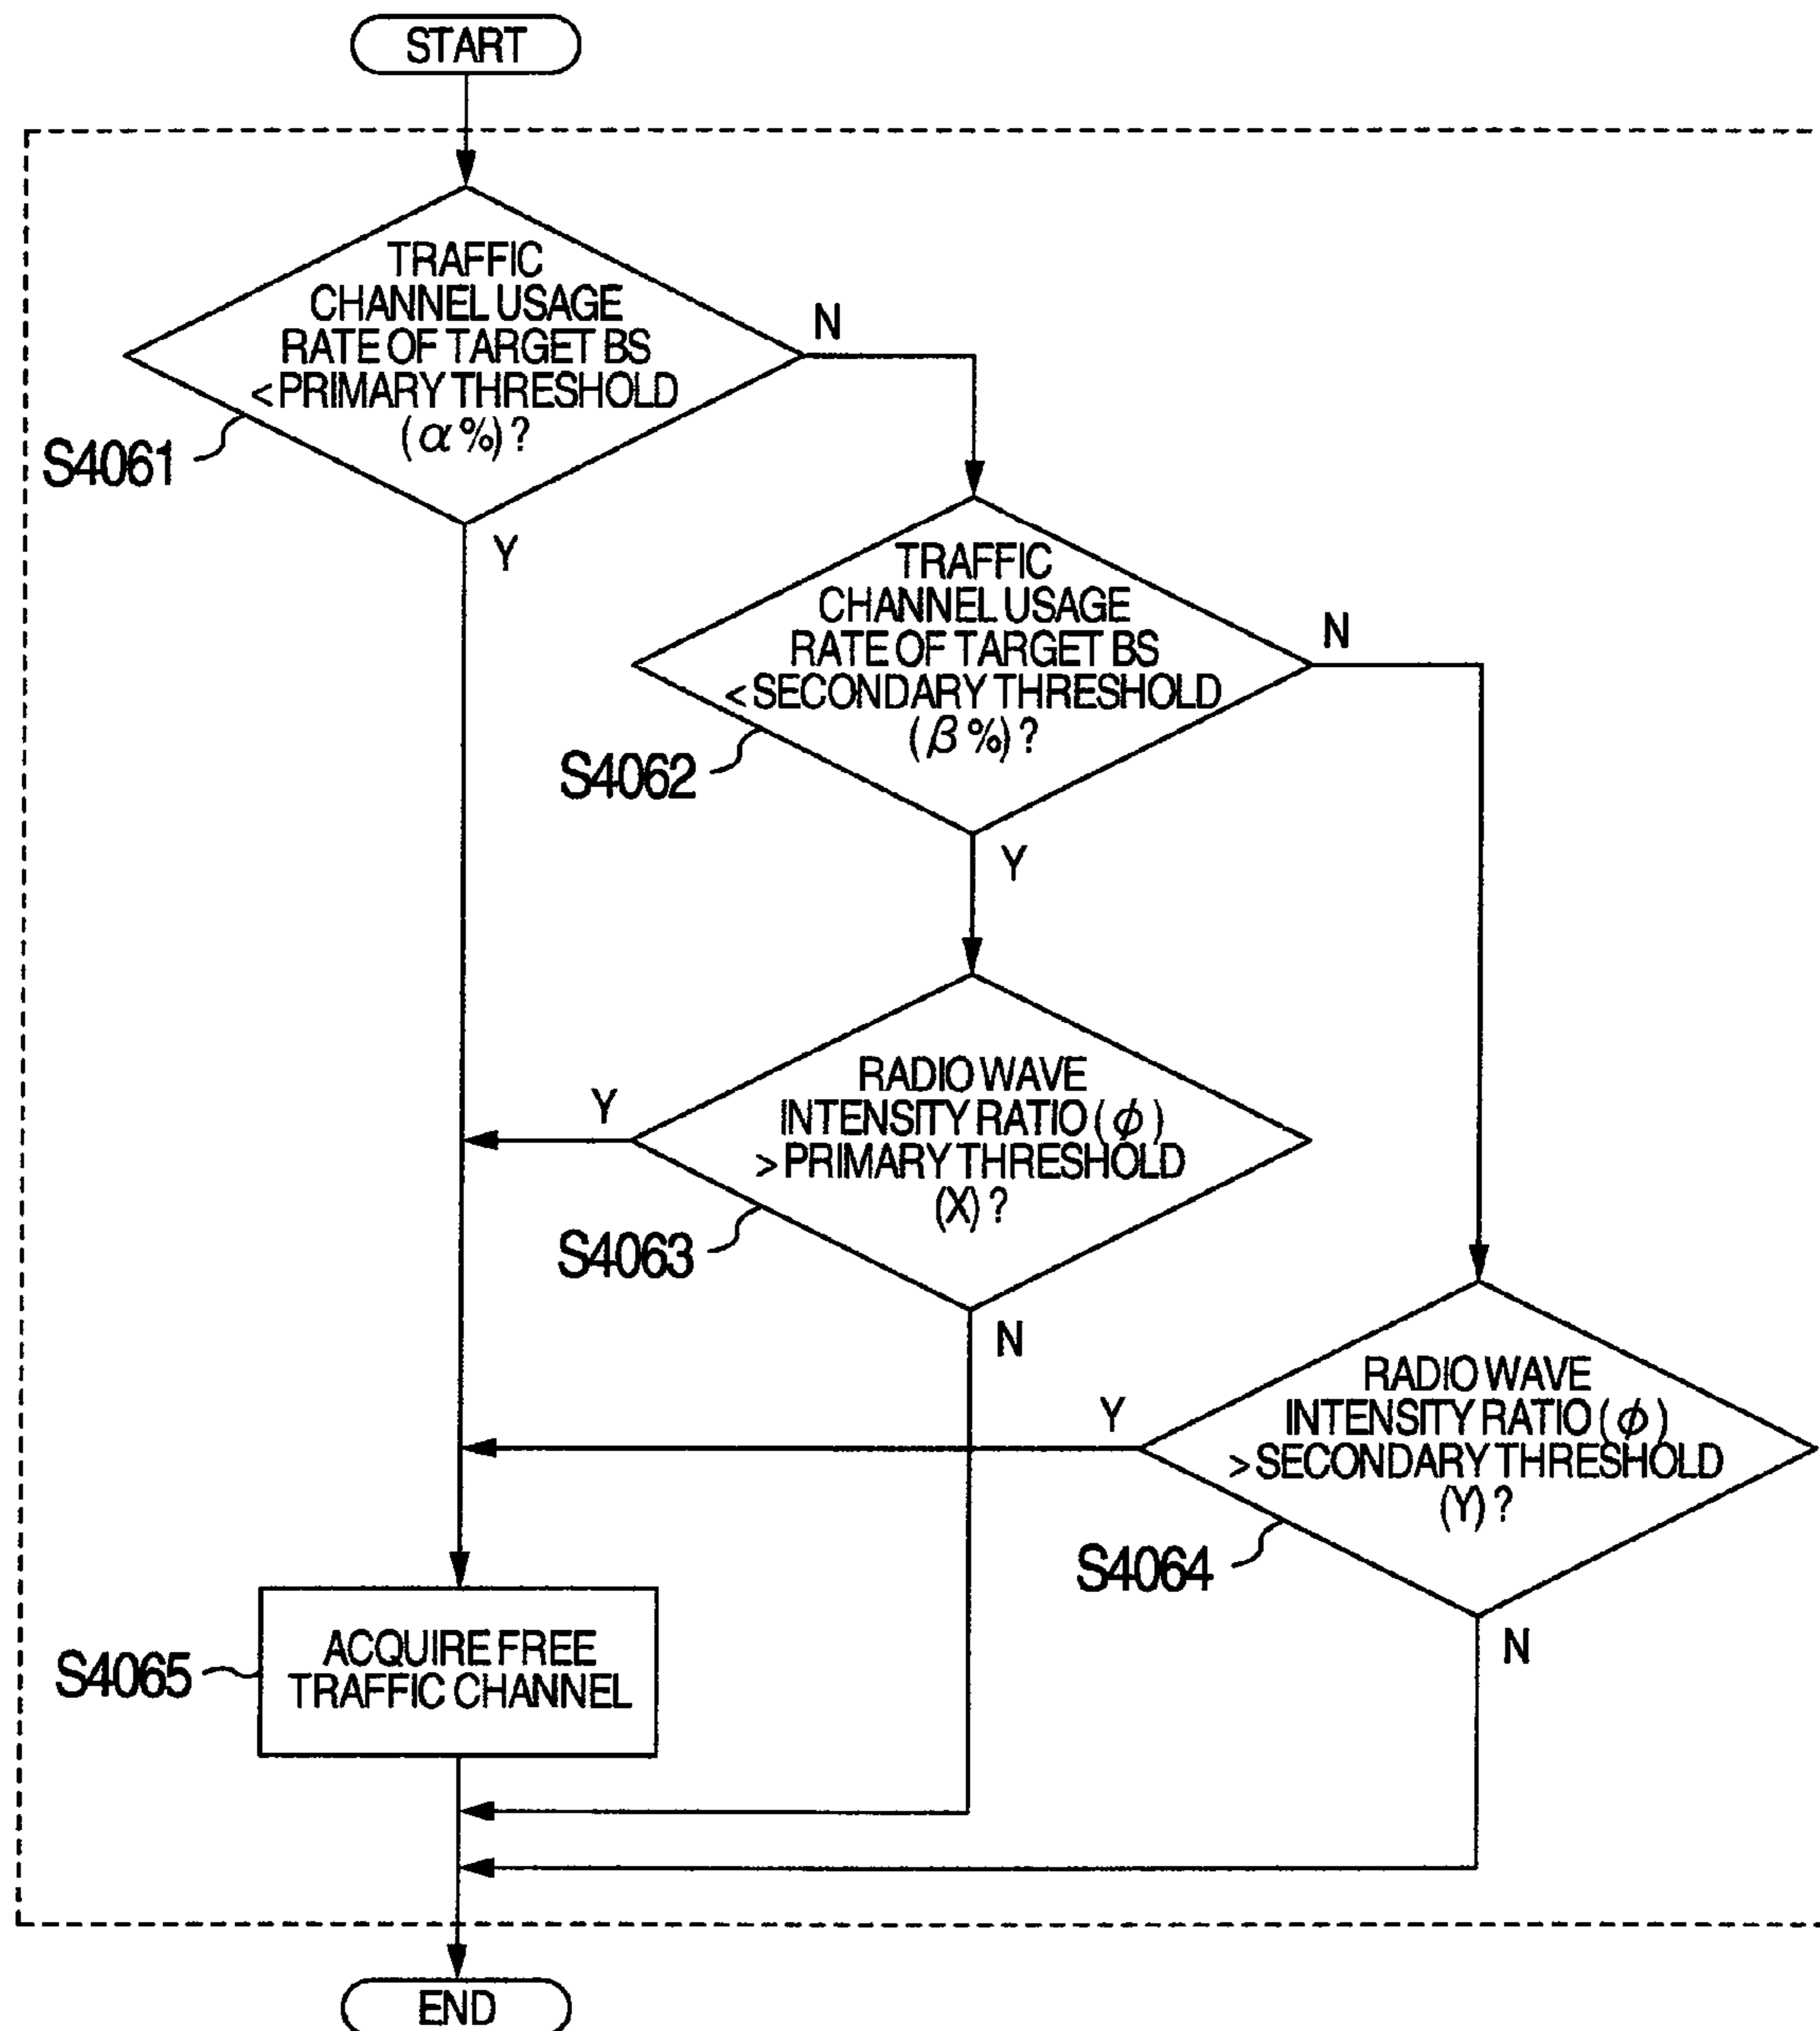 START
TRAFFIC
CHANNEL USAGE
RATE OF TARGET BS
< PRIMARY THRESHOLD
(α%)?
N
S4061
Y
TRAFFIC
CHANNEL USAGE
RATE OF TARGET BS
< SECONDARY THRESHOLD
(β%)?
N
S4062
Y
RADIO WAVE
INTENSITY RATIO (ϕ)
> PRIMARY THRESHOLD
(X)?
Y
S4063
N
RADIO WAVE
INTENSITY RATIO (ϕ)
> SECONDARY THRESHOLD
(Y)?
Y
S4064
N
ACQUIRE FREE
TRAFFIC CHANNEL
S4065
END